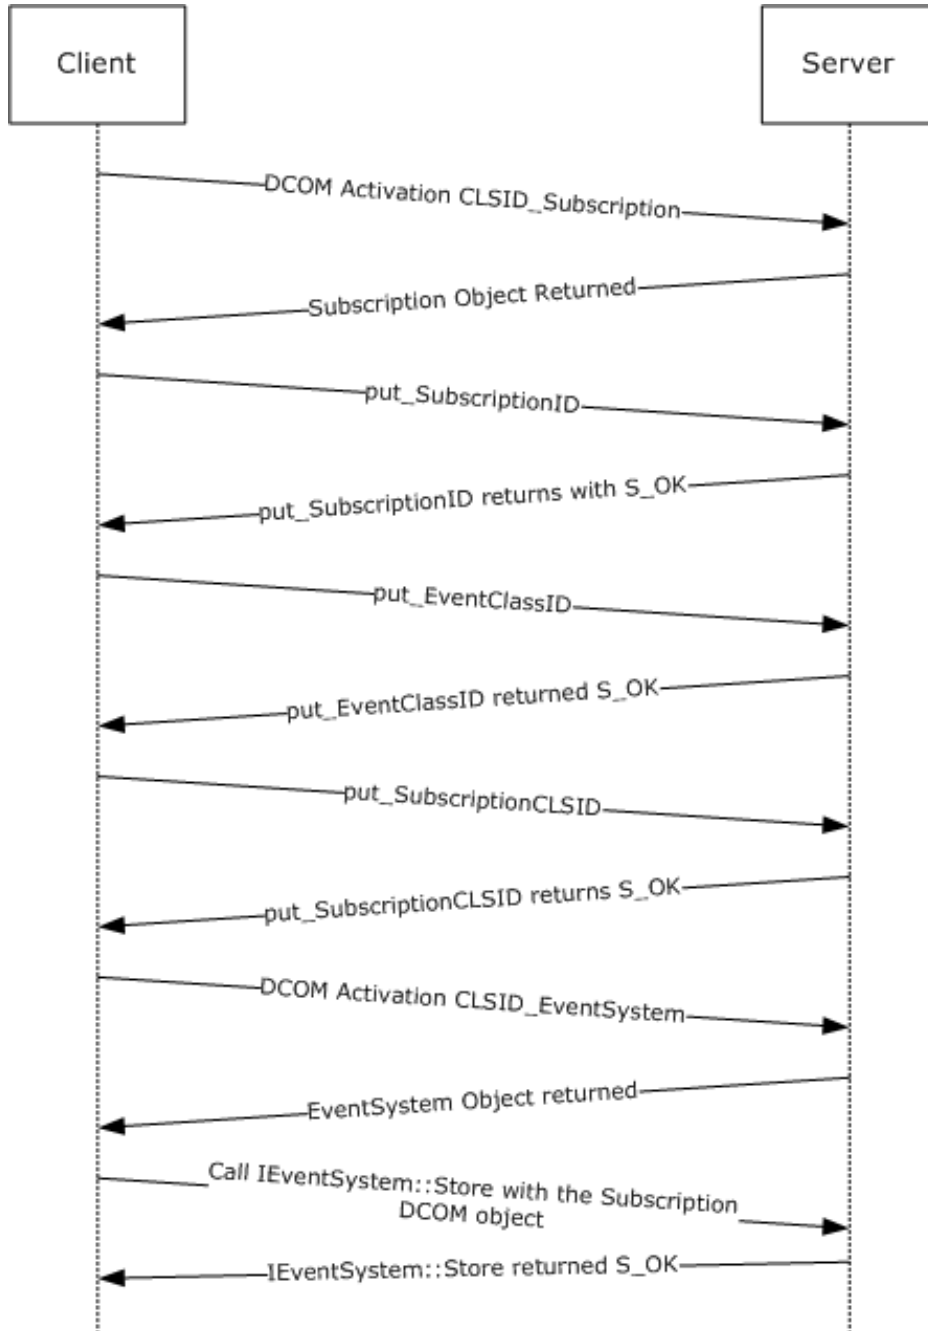 Client
Server
DCOM Activation CLSID_Subscription
Subscription Object Returned
put_SubscriptionID
put_SubscriptionID returns with S_OK
put_EventClassID
put_EventClassID returned S_OK
put_SubscriptionCLSID
put_SubscriptionCLSID returns S_OK
DCOM Activation CLSID_EventSystem
EventSystem Object returned
Call IEventSystem::Store with the Subscription
DCOM object
IEventSystem::Store returned S_OK